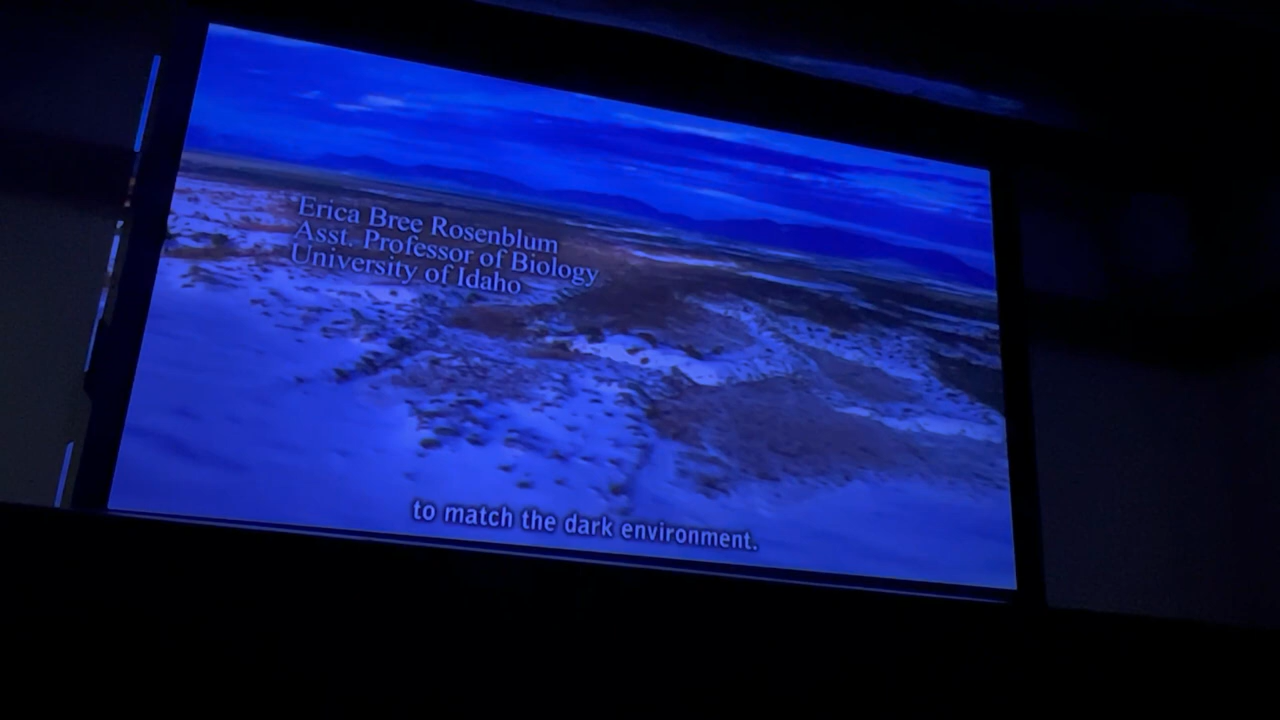 Erica Bree Rosenblum
Asst. Professor of Biology
University of Idaho
to match the dark environment.